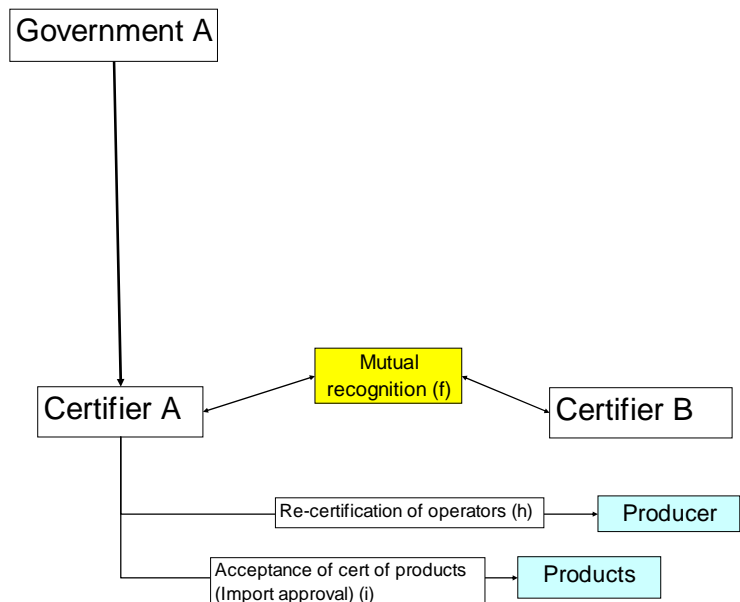 Government A
Mutual
recognition (f)
Certifier A
Certifier B
Re-certification of operators (h)
Producer
Acceptance of cert of products
(Import approval) (i)
Products